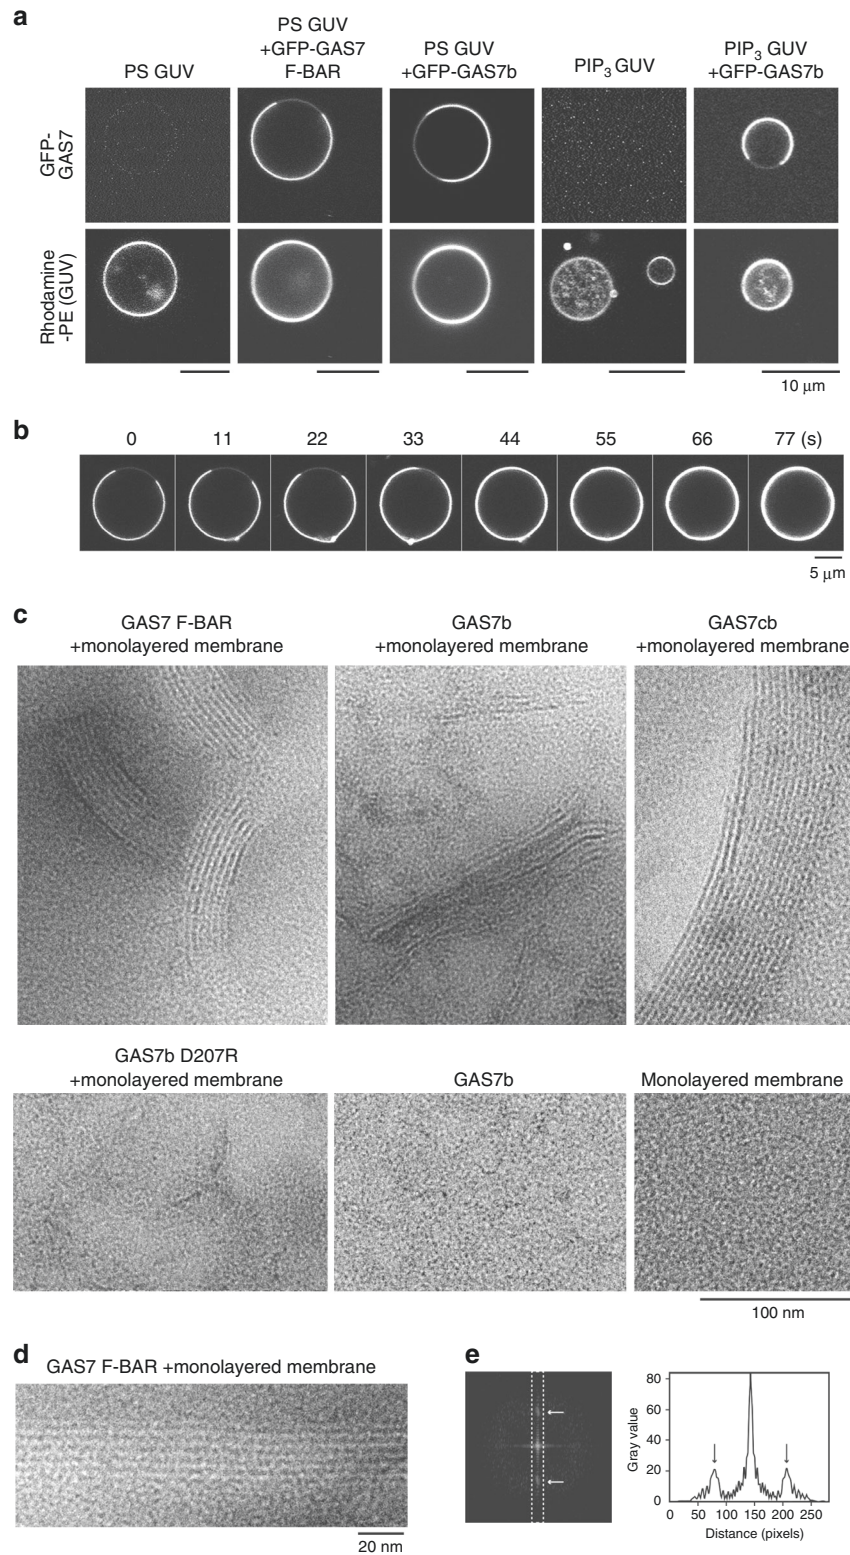 a
PS GUV
PS GUV
+GFP-GAS7
F-BAR
PS GUV
+GFP-GAS7b
PIP3 GUV
PIP3 GUV
+GFP-GAS7b
GFP-
GAS7
Rhodamine
-PE (GUV)
10 μm
b
0 11 22 33 44 55 66 77 (s)
5 μm
c
GAS7 F-BAR
+monolayered membrane
GAS7b
+monolayered membrane
GAS7cb
+monolayered membrane
GAS7b D207R
+monolayered membrane
GAS7b
Monolayered membrane
100 nm
d
GAS7 F-BAR +monolayered membrane
20 nm
e
80
60
40
20
0
Gray value
0 50 100 150 200 250
Distance (pixels)